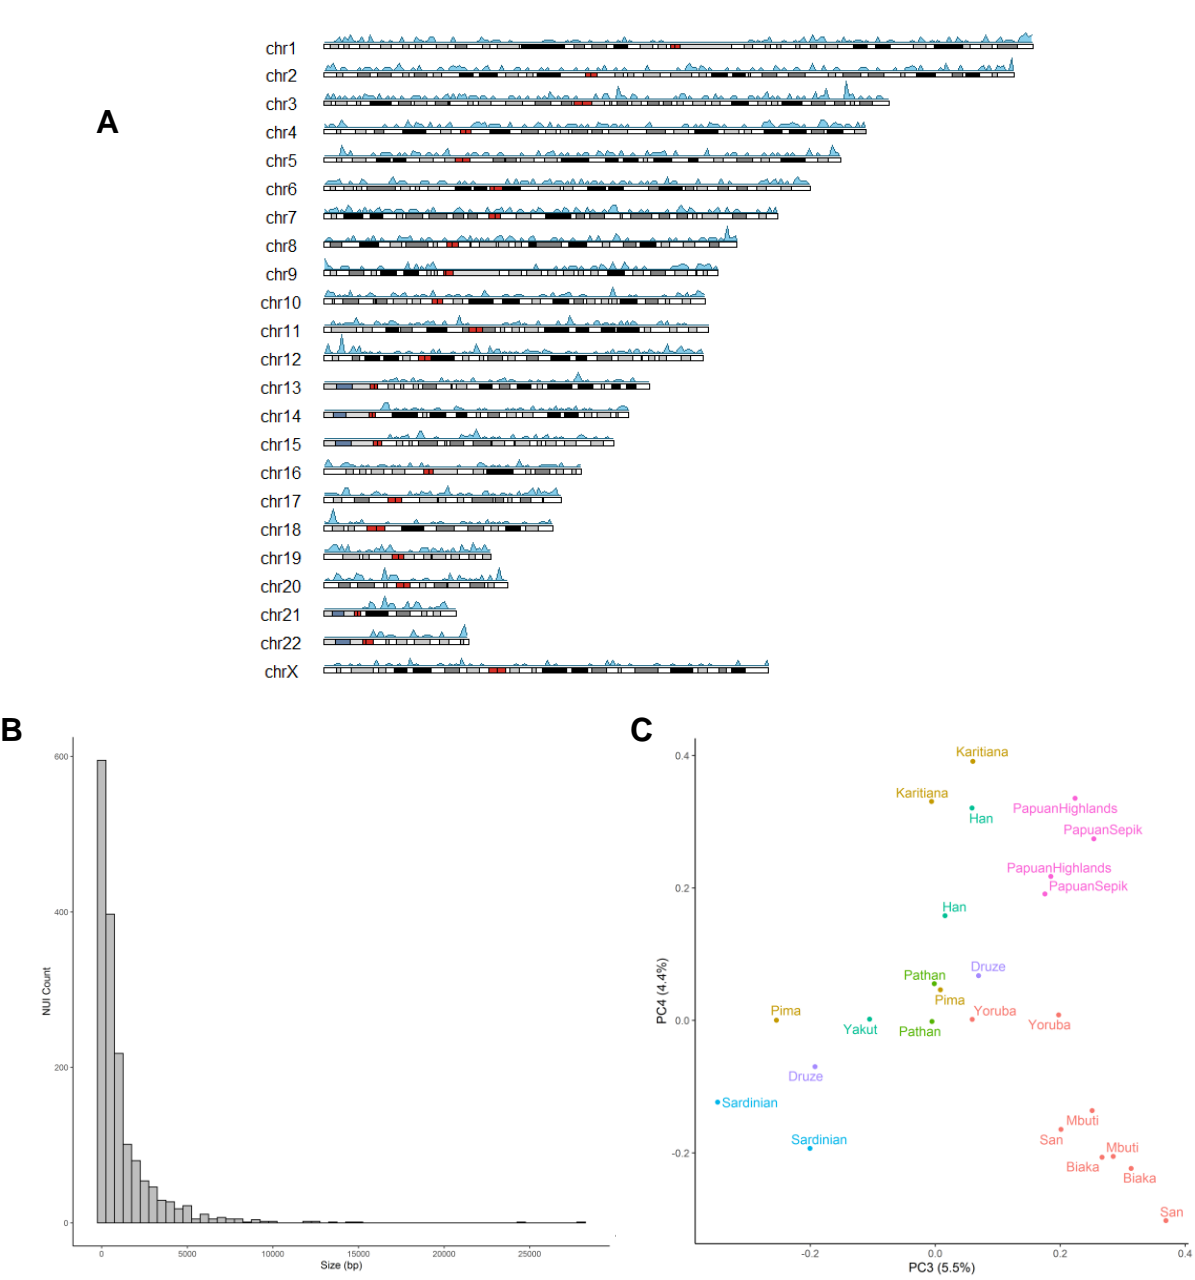 A
chr1
chr2
chr3
chr4
chr5
chr6
chr7
chr8
chr9
chr10
chr11
chr12
chr13
chr14
chr15
chr16
chr17
chr18
chr19
chr20
chr21
chr22
chrX
B
600
400
200
0
NUI Count
0 5000 10000 15000 20000 25000
Size (bp)
C
0.4
0.2
0.0
-0.2
PC4 (4.4%)
Karitiana
Karitiana
Han
PapuanHighlands
PapuanSepik
PapuanHighlands
PapuanSepik
Han
Druze
Pathan
Pima
Pima
Yoruba
Yakut
Pathan
Yoruba
Druze
Sardinian
Sardinian
Mbuti
San
Mbuti
Biaka
Biaka
San
-0.2 0.0 0.2 0.4
PC3 (5.5%)